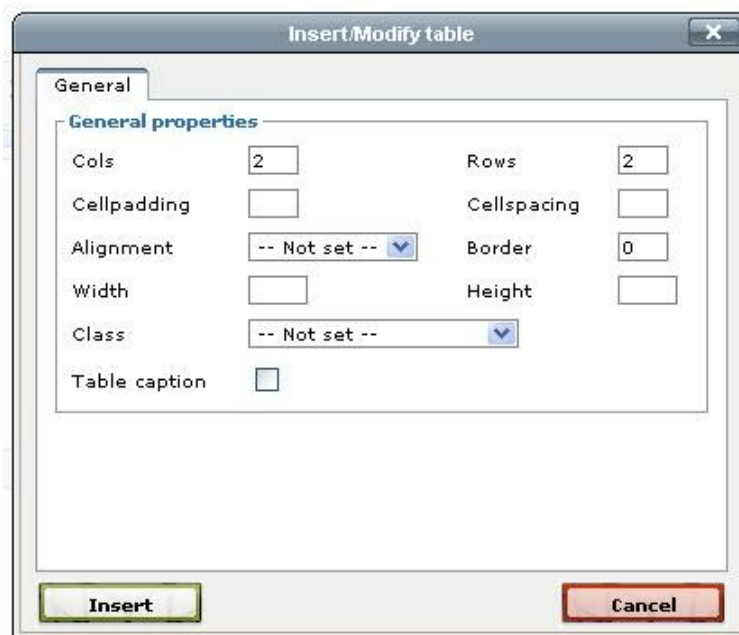 Insert/Modify table
General
General properties
Cols 2 Rows 2
Cellpadding Cellspacing
Alignment -- Not set -- Border 0
Width Height
Class -- Not set --
Table caption
Insert Cancel